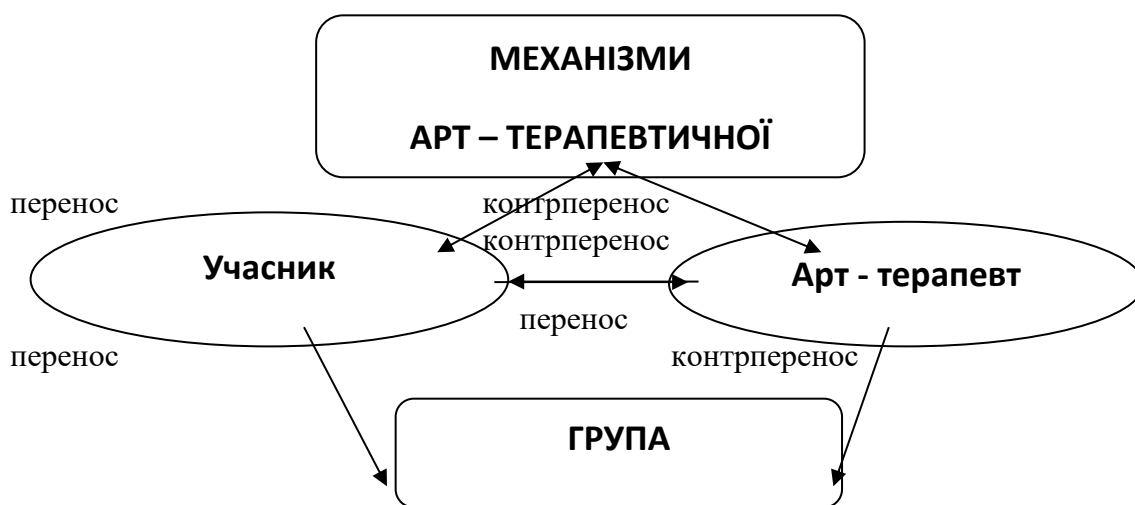 МЕХАНІЗМИ
АРТ – ТЕРАПЕВТИЧНОЇ
перенос
контрперенос
контрперенос
Учасник
Арт - терапевт
перенос
перенос
контрперенос
ГРУПА